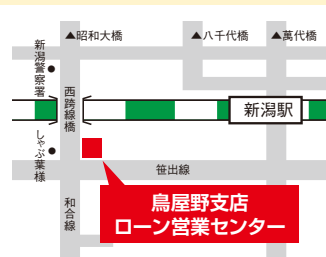 ▲昭和大橋
▲八千代橋
▲萬代橋
新潟警察署
西跨線橋
新潟駅
しゃぶ葉様
笹出線
和合線
鳥屋野支店
ローン営業センター